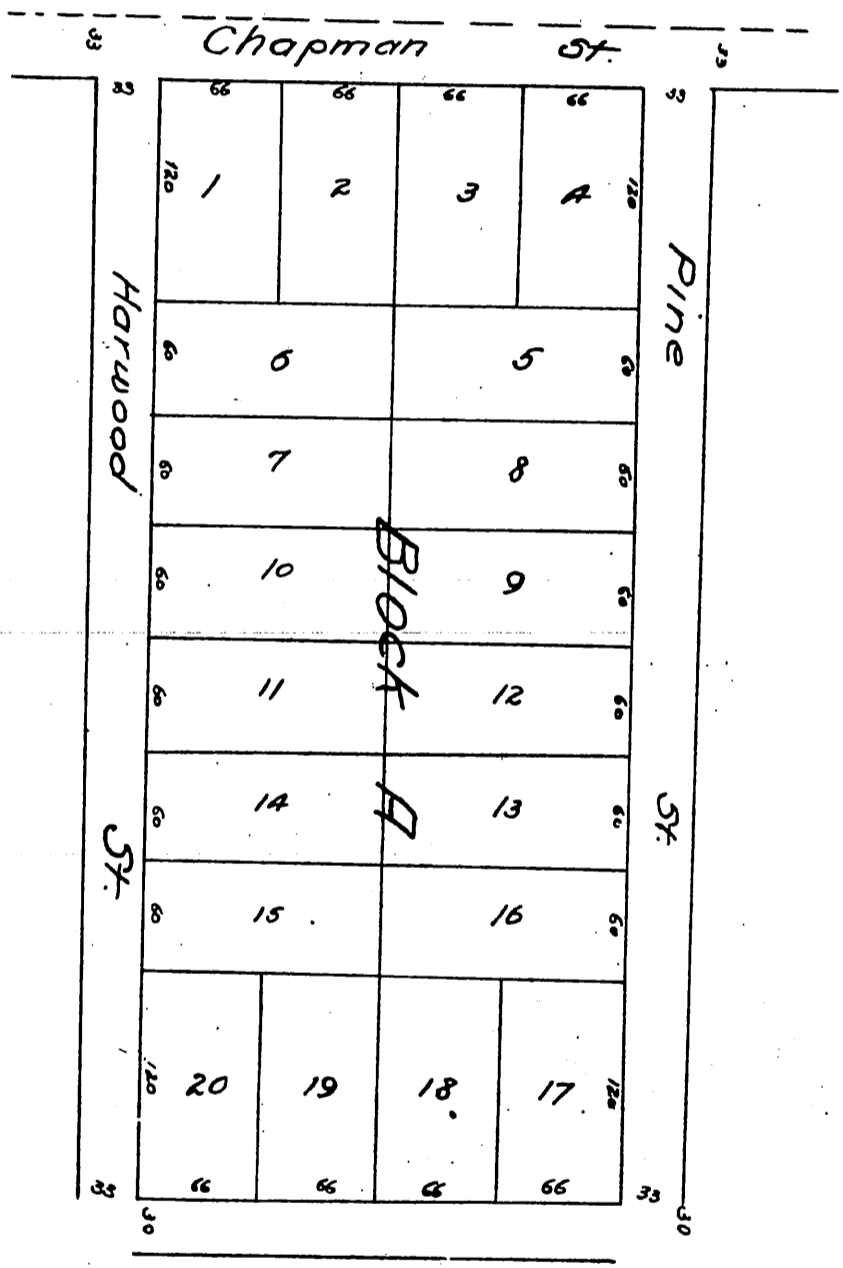 Chapman St.
33 33
33 66 66 66 66 33
120 1 2 3 4 120
Harwood St.
Pine St.
60 6 5 60
60 7 8 60
60 10 9 60
Block A
60 11 12 60
60 14 13 60
60 15 16 60
120 20 19 18 17 120
33 66 66 66 66 33
30 30